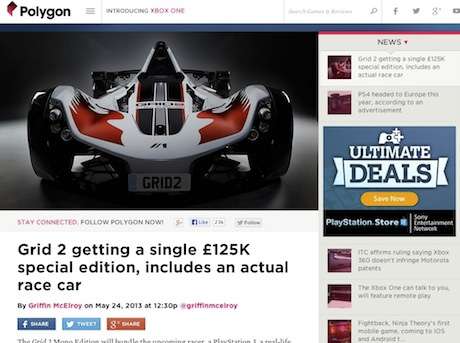 Polygon
INTRODUCING XBOX ONE
Search Games & Reviews
NEWS
Grid 2 getting a single £125K
special edition, includes an
actual race car
PS4 headed to Europe this
year, according to an
advertisement
ULTIMATE
DEALS
Save Now
PlayStation Store
Sony
Entertainment
Network
ITC affirms ruling saying Xbox
360 doesn't infringe Motorola
patents
The Xbox One can talk to you,
will feature remote play
Fightback, Ninja Theory's first
mobile game, coming to
iOS and Android this
GRID
GRID2
STAY CONNECTED. FOLLOW POLYGON NOW!
Like
Follow
Grid 2 getting a single £125K
special edition, includes an actual
race car
By Griffin McElroy on May 24, 2013 at 12:30p @griffinmcelroy
SHARE
TWEET
SHARE
The Grid 2 Mono Edition will bundle the upcoming racer, a PlayStation 3, a real-life